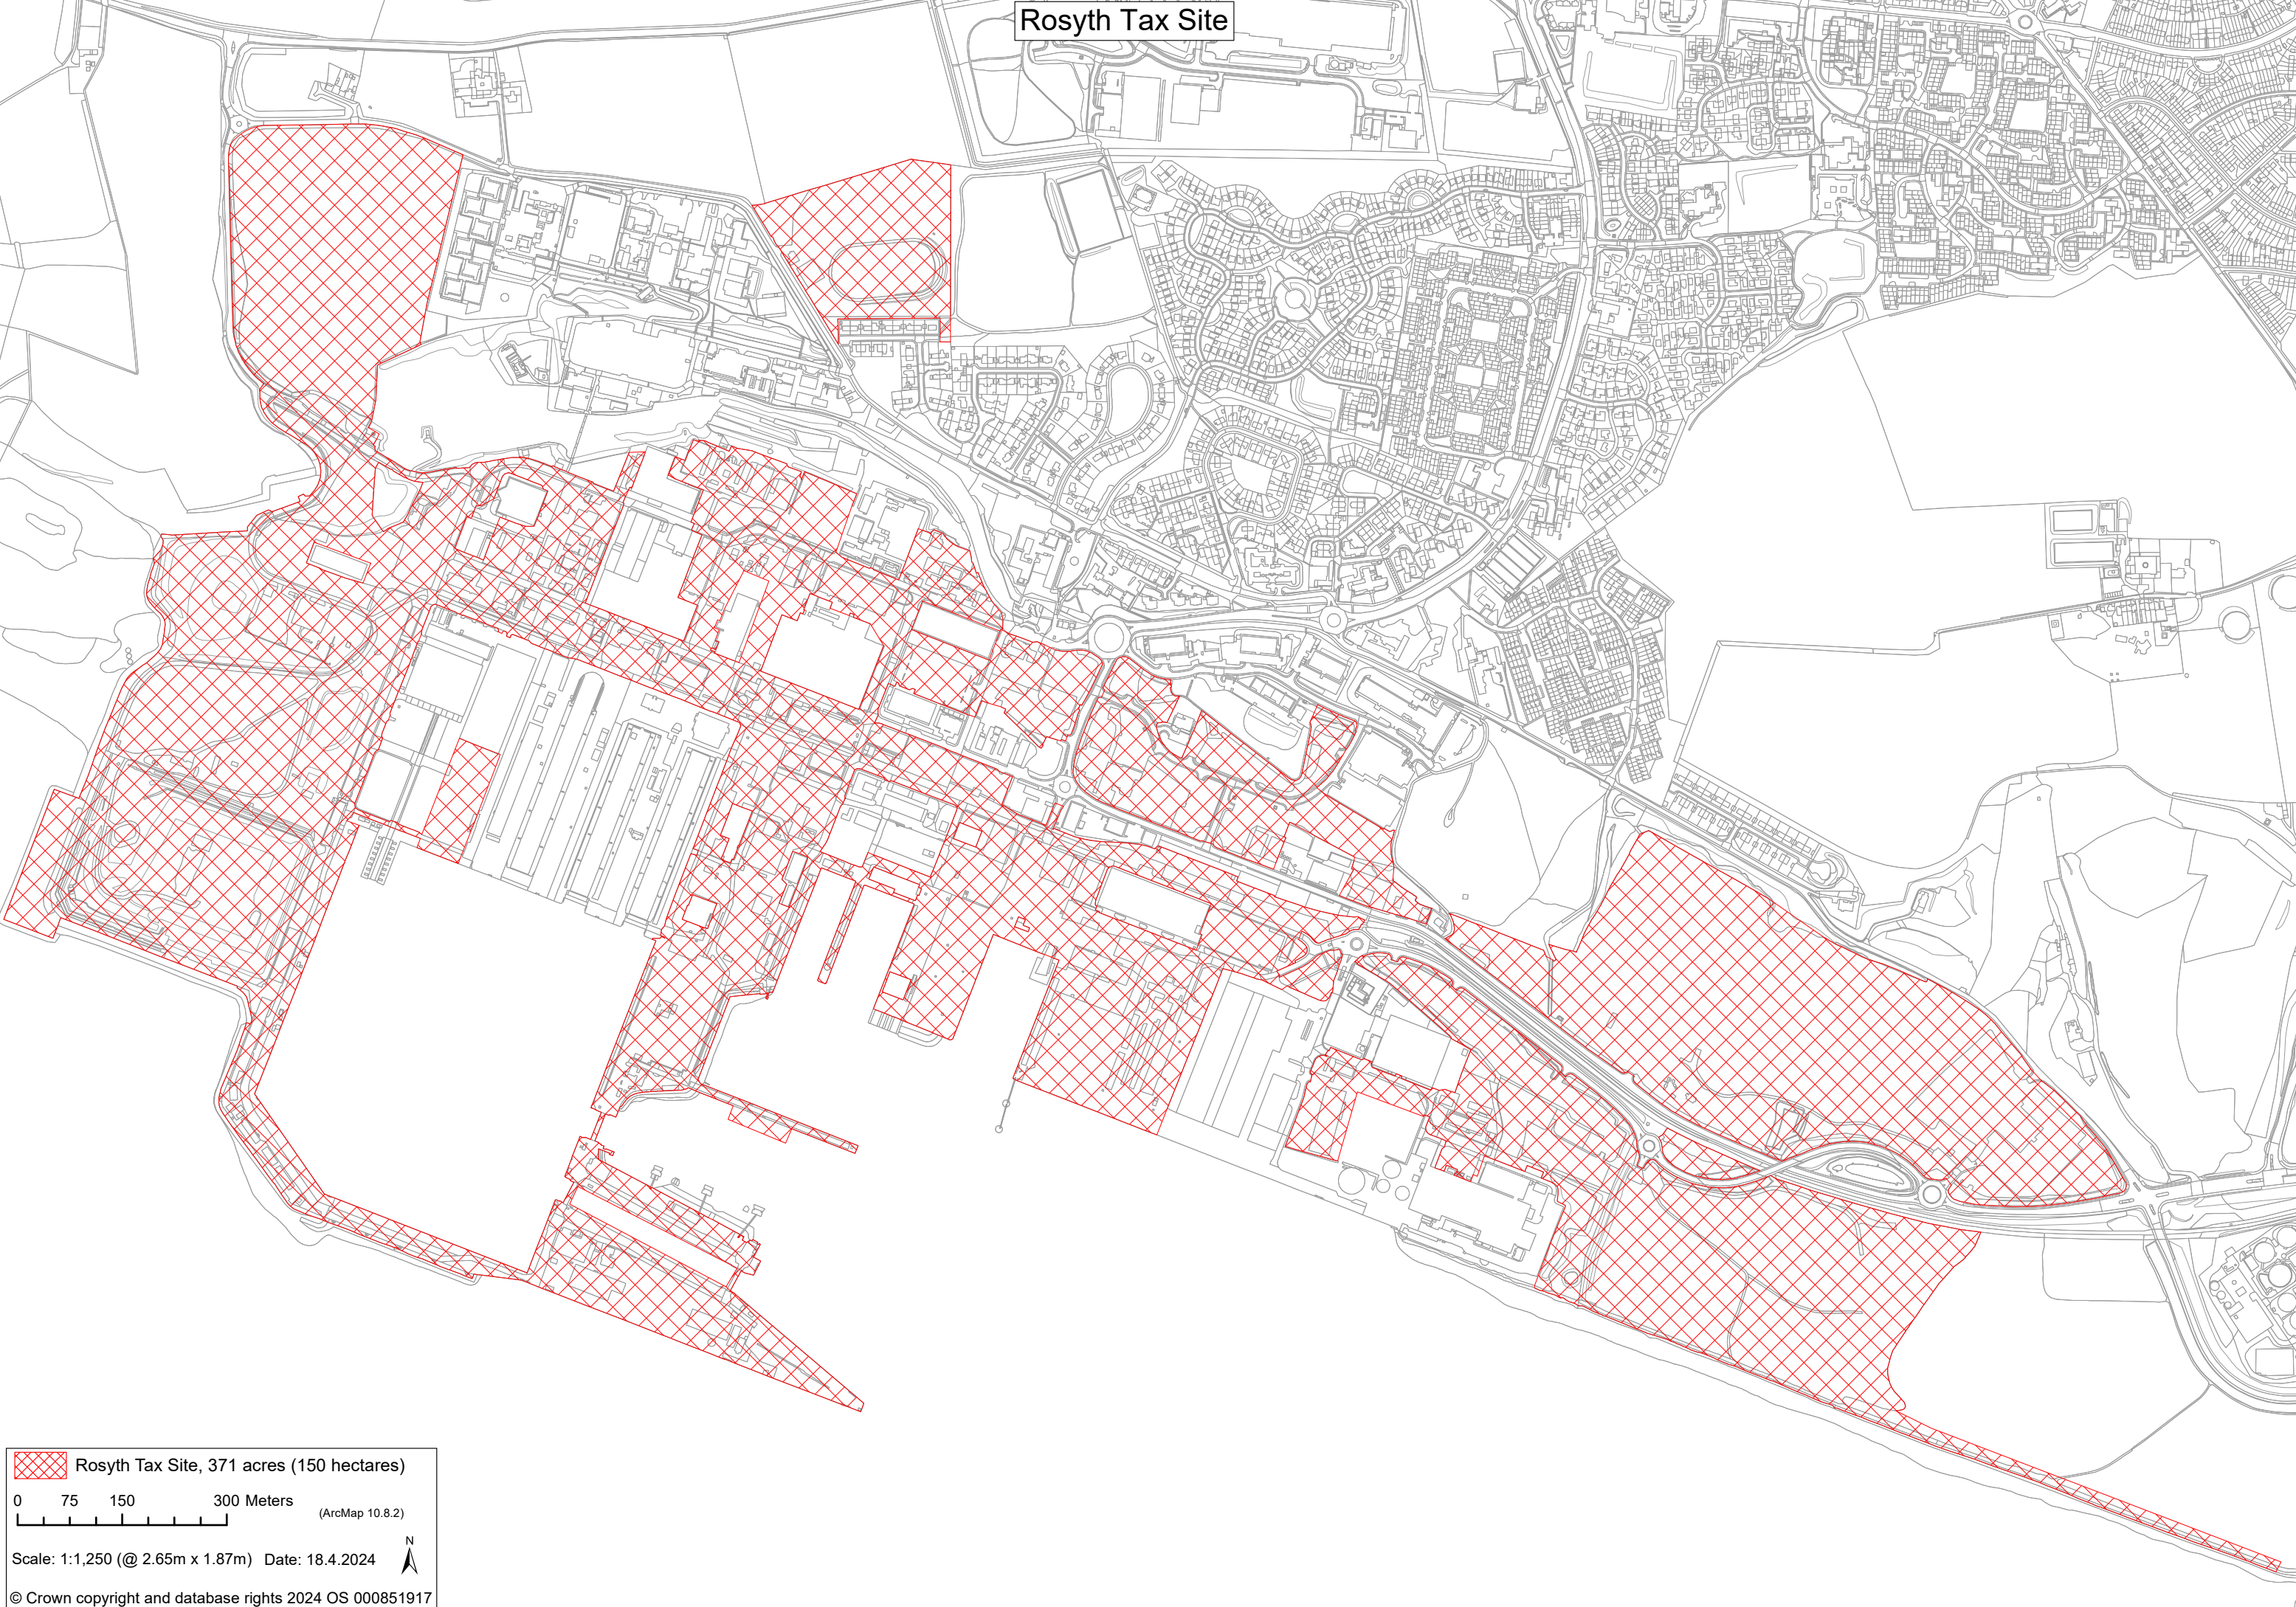 Rosyth Tax Site
Rosyth Tax Site, 371 acres (150 hectares)
0 75 150 300 Meters
(ArcMap 10.8.2)
N
Scale: 1:1,250 (@ 2.65m x 1.87m) Date: 18.4.2024
© Crown copyright and database rights 2024 OS 000851917